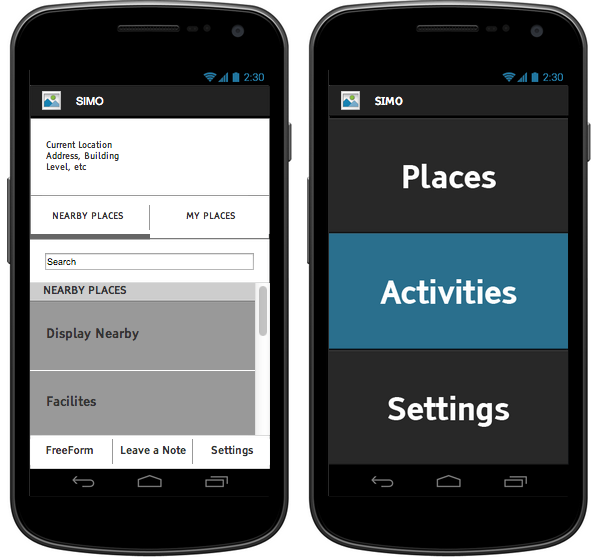 2:30
SIMO
Current Location
Address, Building
Level, etc
NEARBY PLACES
MY PLACES
Search
NEARBY PLACES
Display Nearby
Facilites
FreeForm
Leave a Note
Settings
2:30
SIMO
Places
Activities
Settings